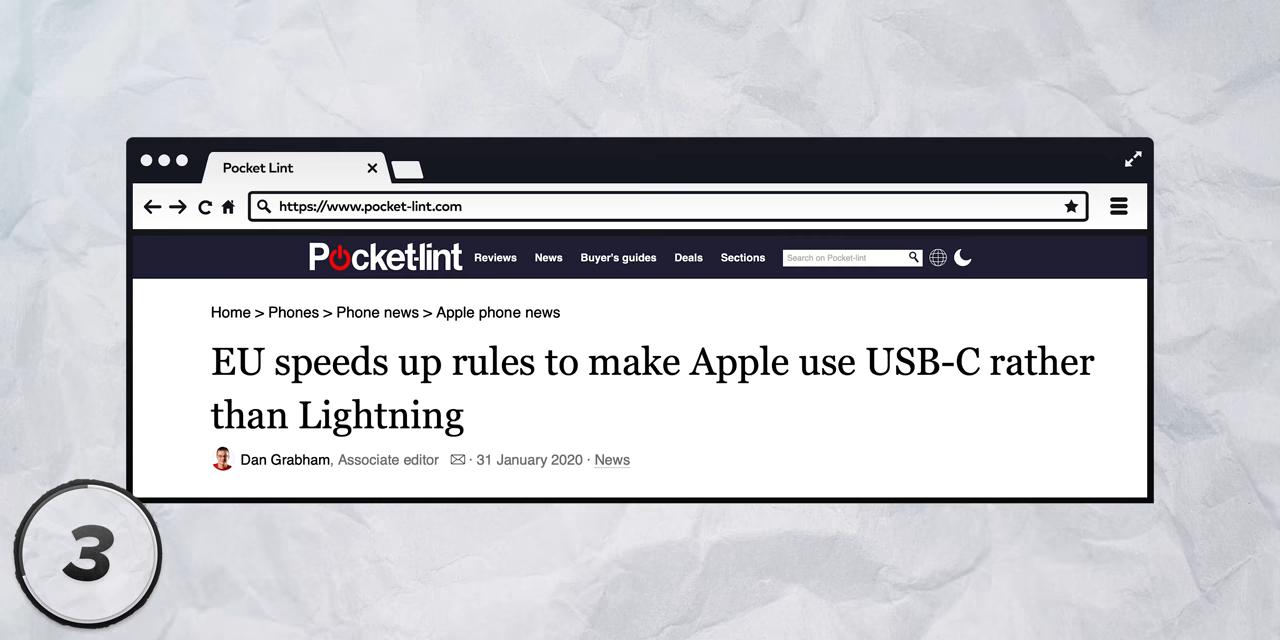 Pocket Lint
https://www.pocket-lint.com
Pocket-lint Reviews News Buyer's guides Deals Sections Search on Pocket-lint
Home > Phones > Phone news > Apple phone news
EU speeds up rules to make Apple use USB-C rather
than Lightning
Dan Grabham, Associate editor · 31 January 2020 · News
3